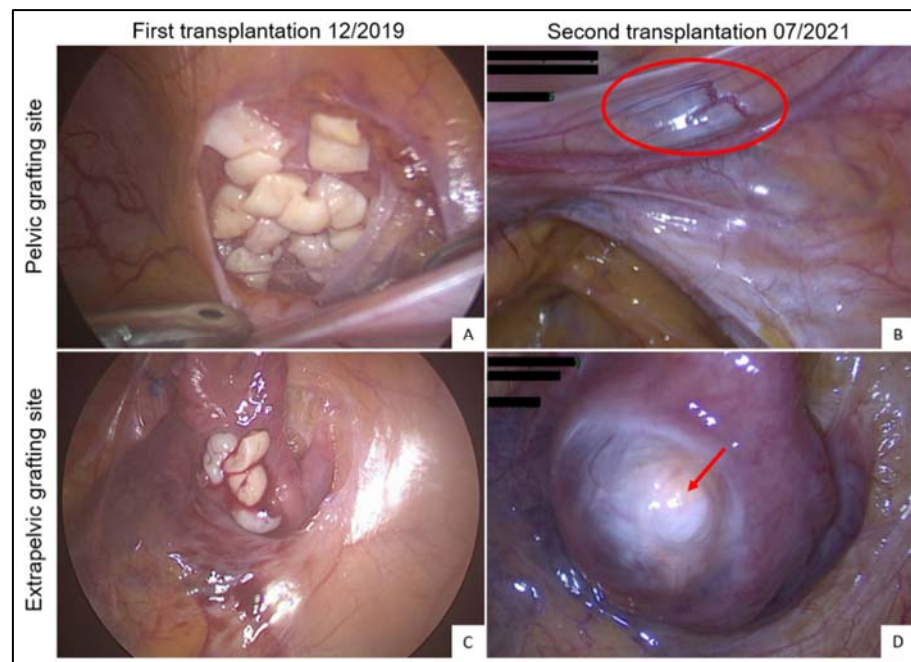 First transplantation 12/2019
Second transplantation 07/2021
Pelvic grafting site
A
B
Extrapelvic grafting site
C
D